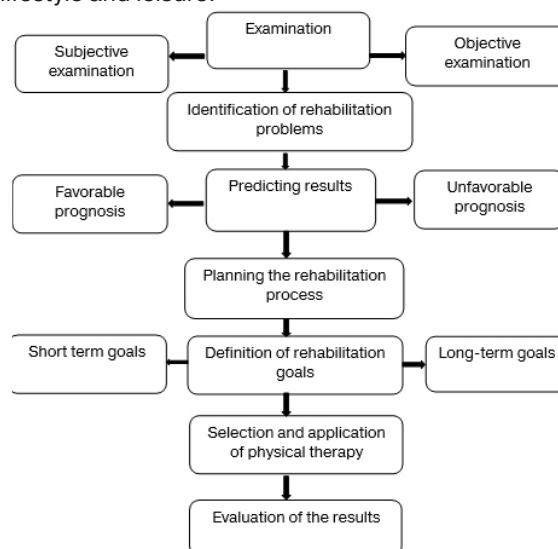 lifestyle and leisure.
Examination
Subjective
examination
Objective
examination
Identification of rehabilitation
problems
Predicting results
Favorable
prognosis
Unfavorable
prognosis
Planning the rehabilitation
process
Short term goals
Definition of rehabilitation
goals
Long-term goals
Selection and application
of physical therapy
Evaluation of the results